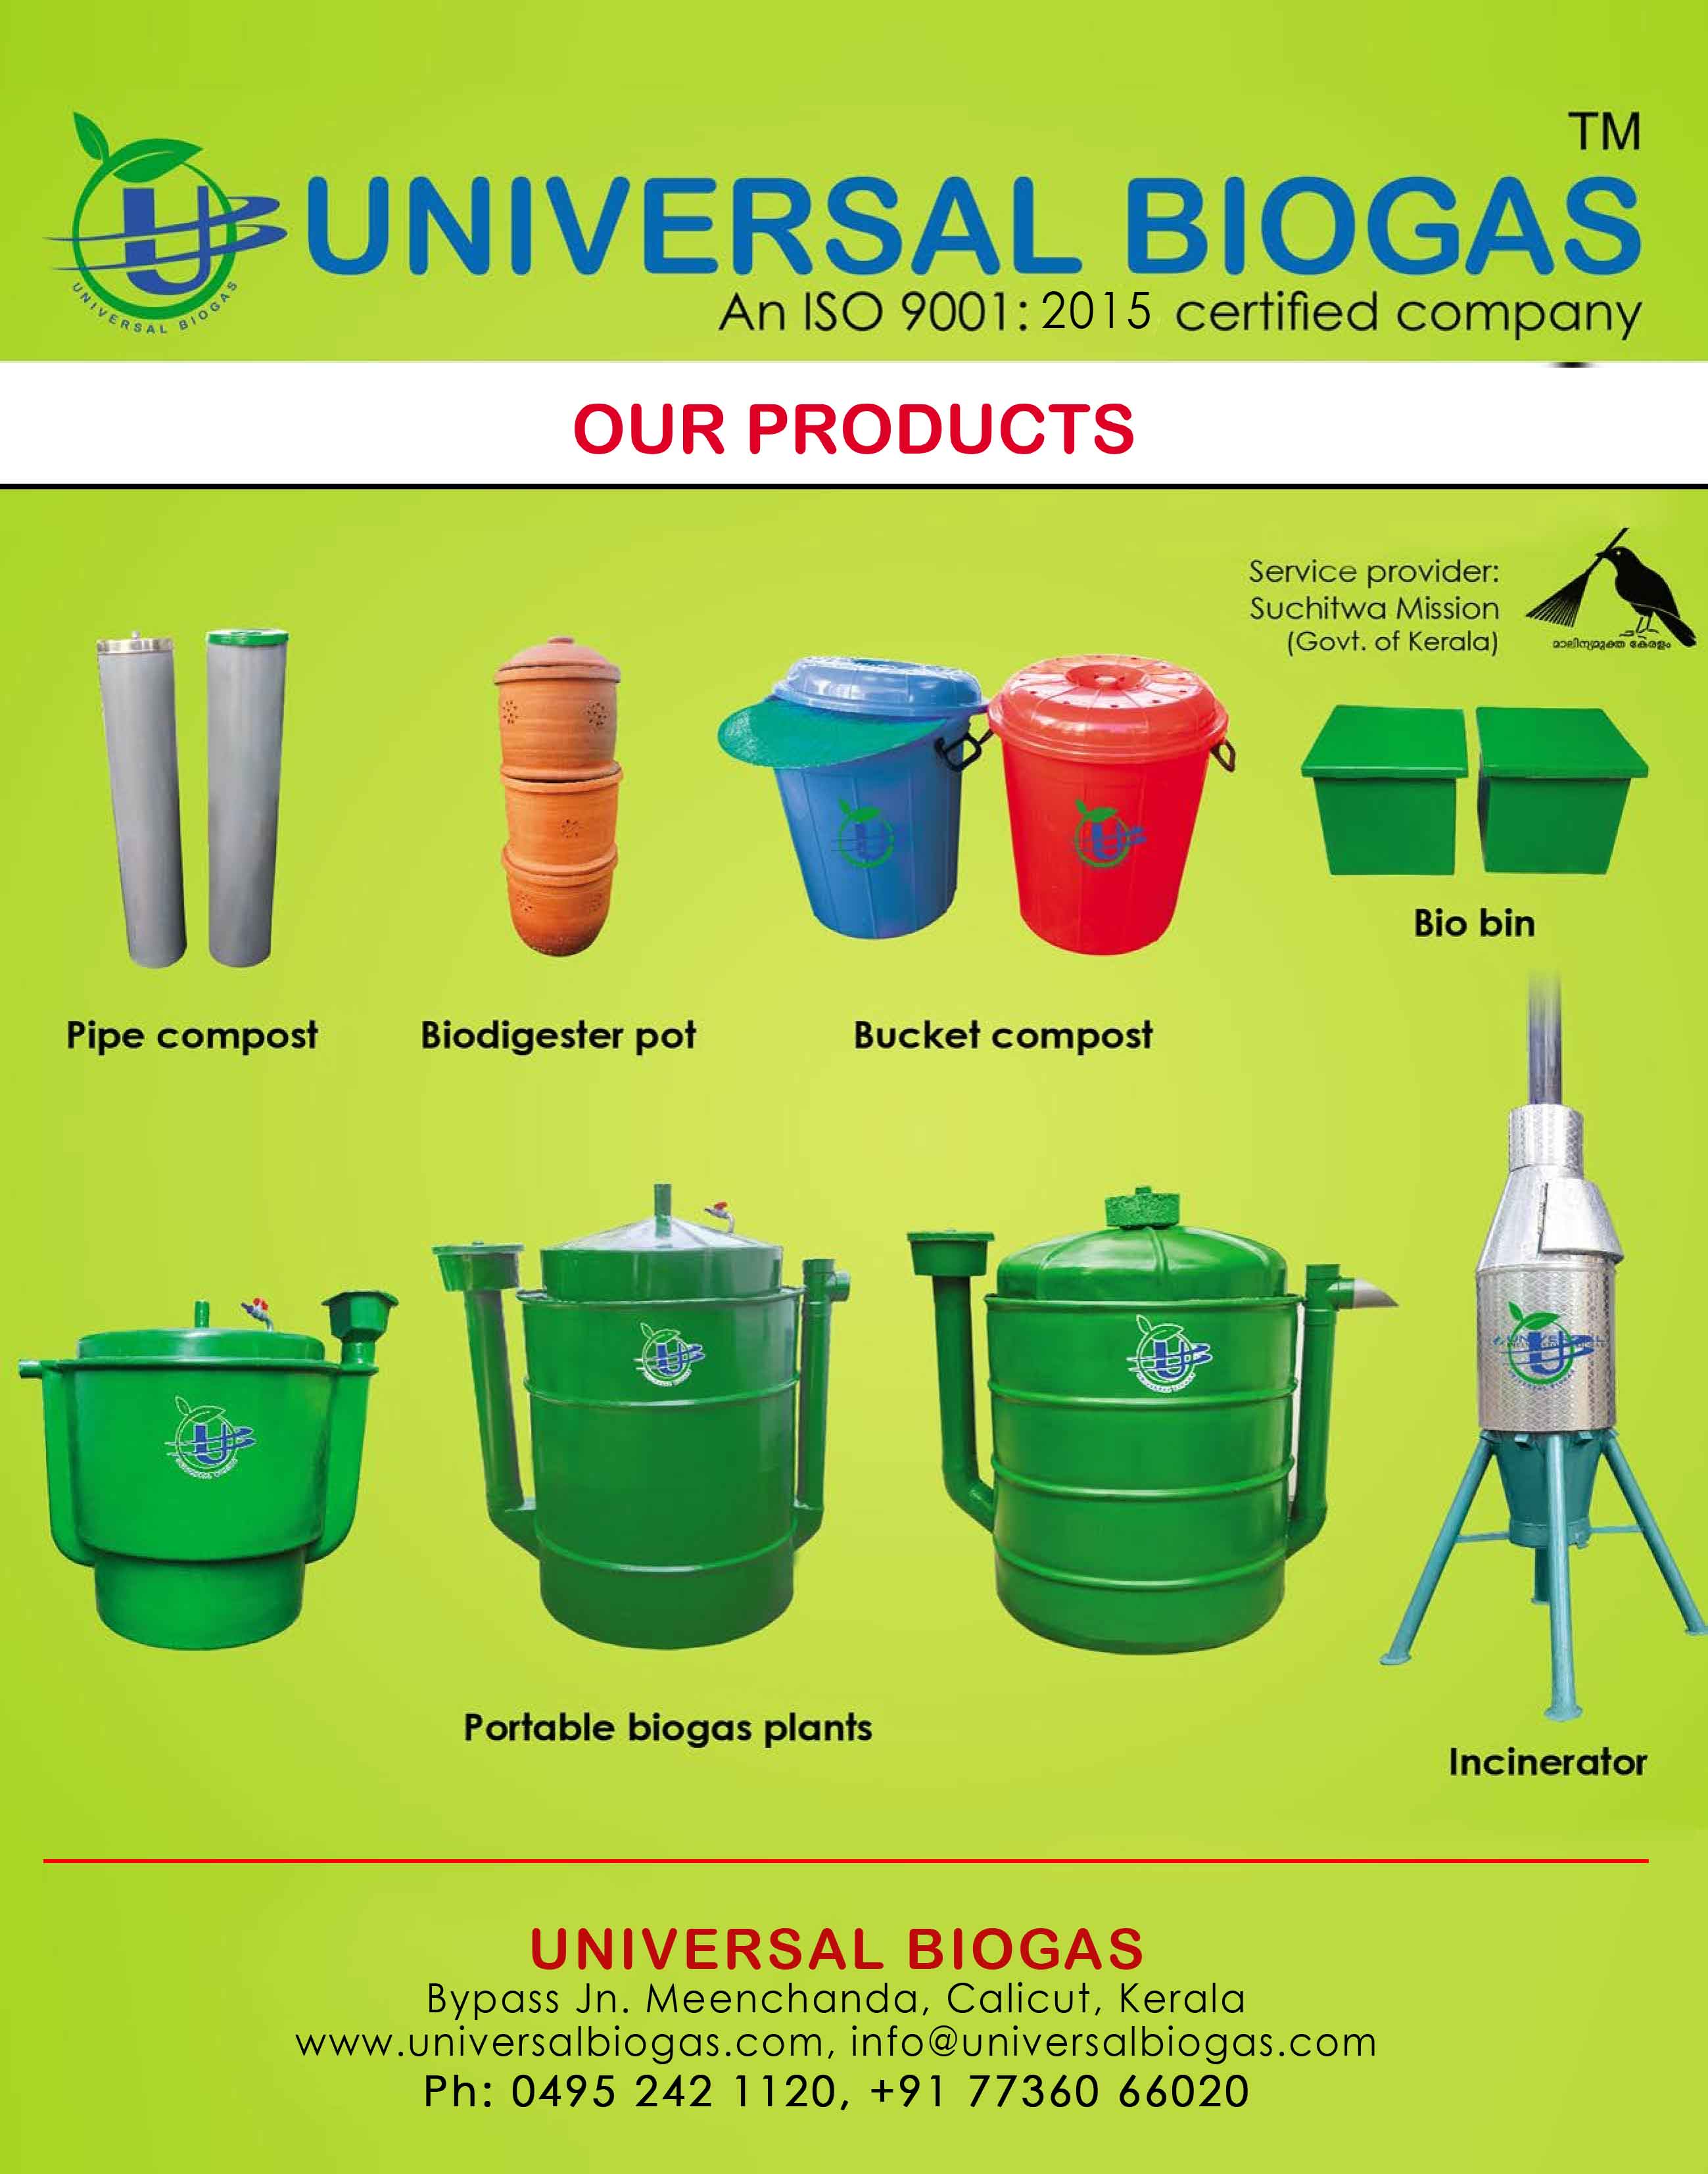 TM
UNIVERSAL BIOGAS
UNIVERSAL BIOGAS
An ISO 9001: 2015 certified company
OUR PRODUCTS
Service provider:
Suchitwa Mission
(Govt. of Kerala)
മാലിന്യമുക്ത കേരളം
Bio bin
Pipe compost
Biodigester pot
Bucket compost
Portable biogas plants
Incinerator
UNIVERSAL BIOGAS
Bypass Jn. Meenchanda, Calicut, Kerala
www.universalbiogas.com, info@universalbiogas.com
Ph: 0495 242 1120, +91 77360 66020